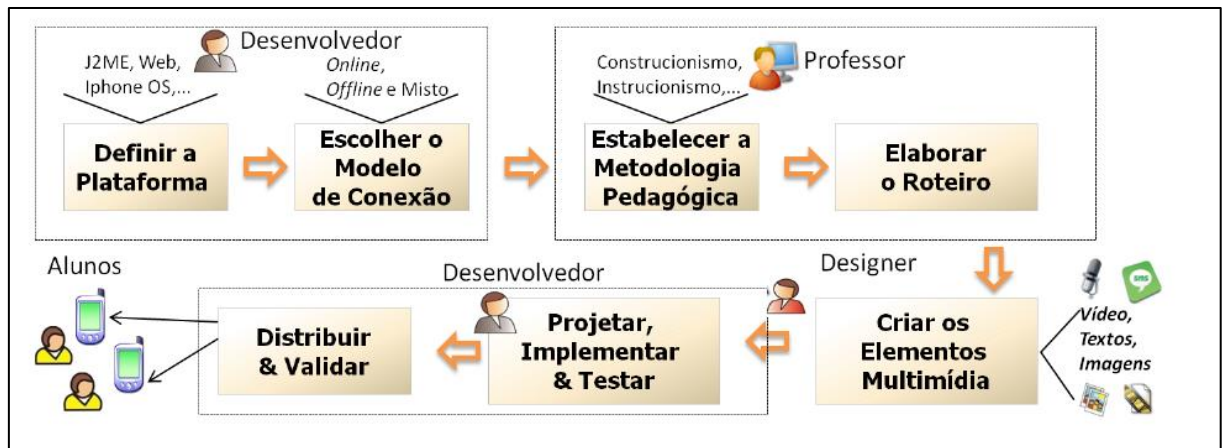 Desenvolvedor
J2ME, Web,
Iphone OS,...
Online,
Offline e Misto
Definir a
Plataforma
Escolher o
Modelo
de Conexão
Professor
Construcionismo,
Instrucionismo,...
Estabelecer a
Metodologia
Pedagógica
Elaborar
o Roteiro
Designer
Criar os
Elementos
Multimídia
sms
Vídeo,
Textos,
Imagens
Desenvolvedor
Projetar,
Implementar
& Testar
Distribuir
& Validar
Alunos